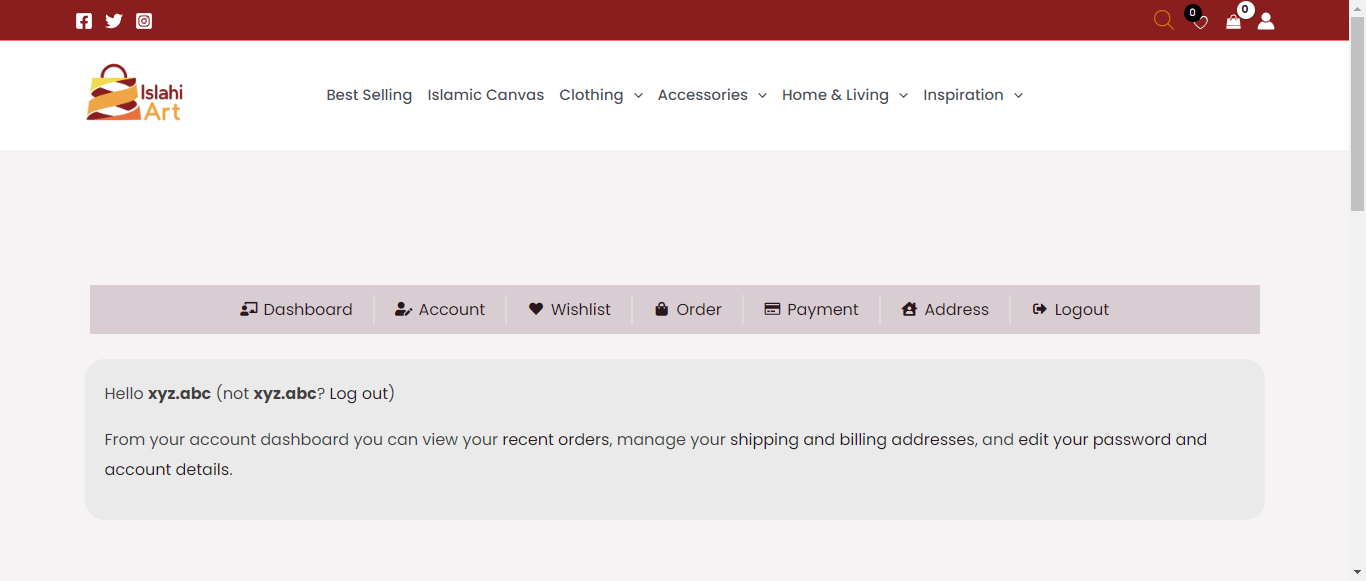 0
0
Islahi
Art
Best Selling Islamic Canvas Clothing Accessories Home & Living Inspiration
Dashboard Account Wishlist Order Payment Address Logout
Hello xyz.abc (not xyz.abc? Log out)
From your account dashboard you can view your recent orders, manage your shipping and billing addresses, and edit your password and
account details.